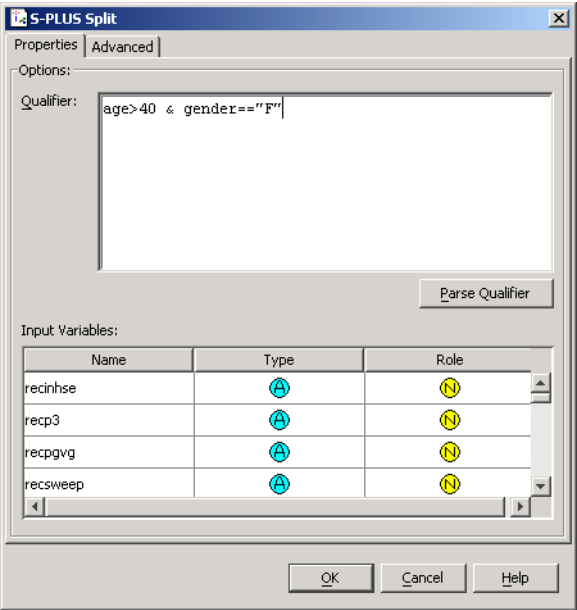 S-PLUS Split
Properties
Advanced
Options:
Qualifier:
age>40 & gender=="F"
Parse Qualifier
Input Variables:
Name Type Role
recinhse A N
recp3 A N
recpgvg A N
recsweep A N
OK Cancel Help